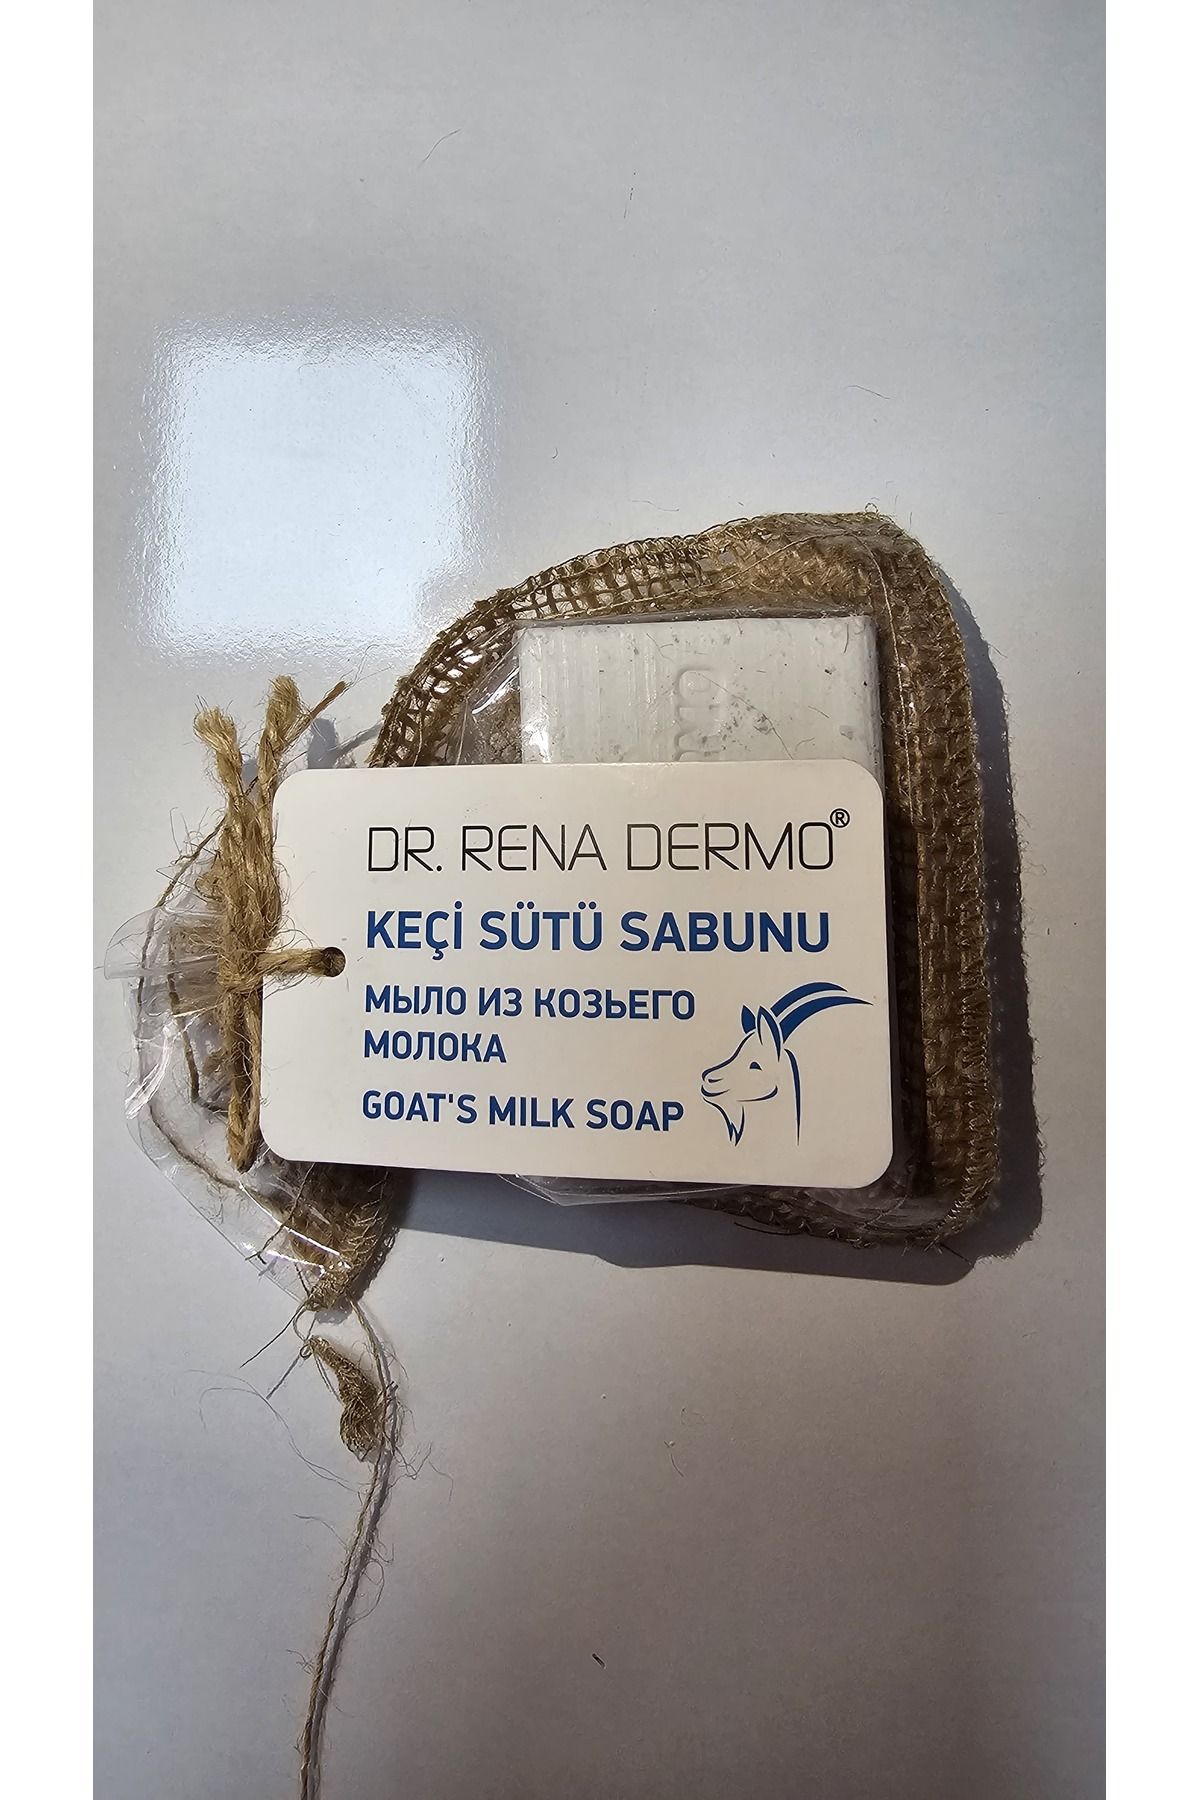 DR. RENA DERMO®
KEÇİ SÜTÜ SABUNU
МЫЛО ИЗ КОЗЬЕГО
МОЛОКА
GOAT'S MILK SOAP